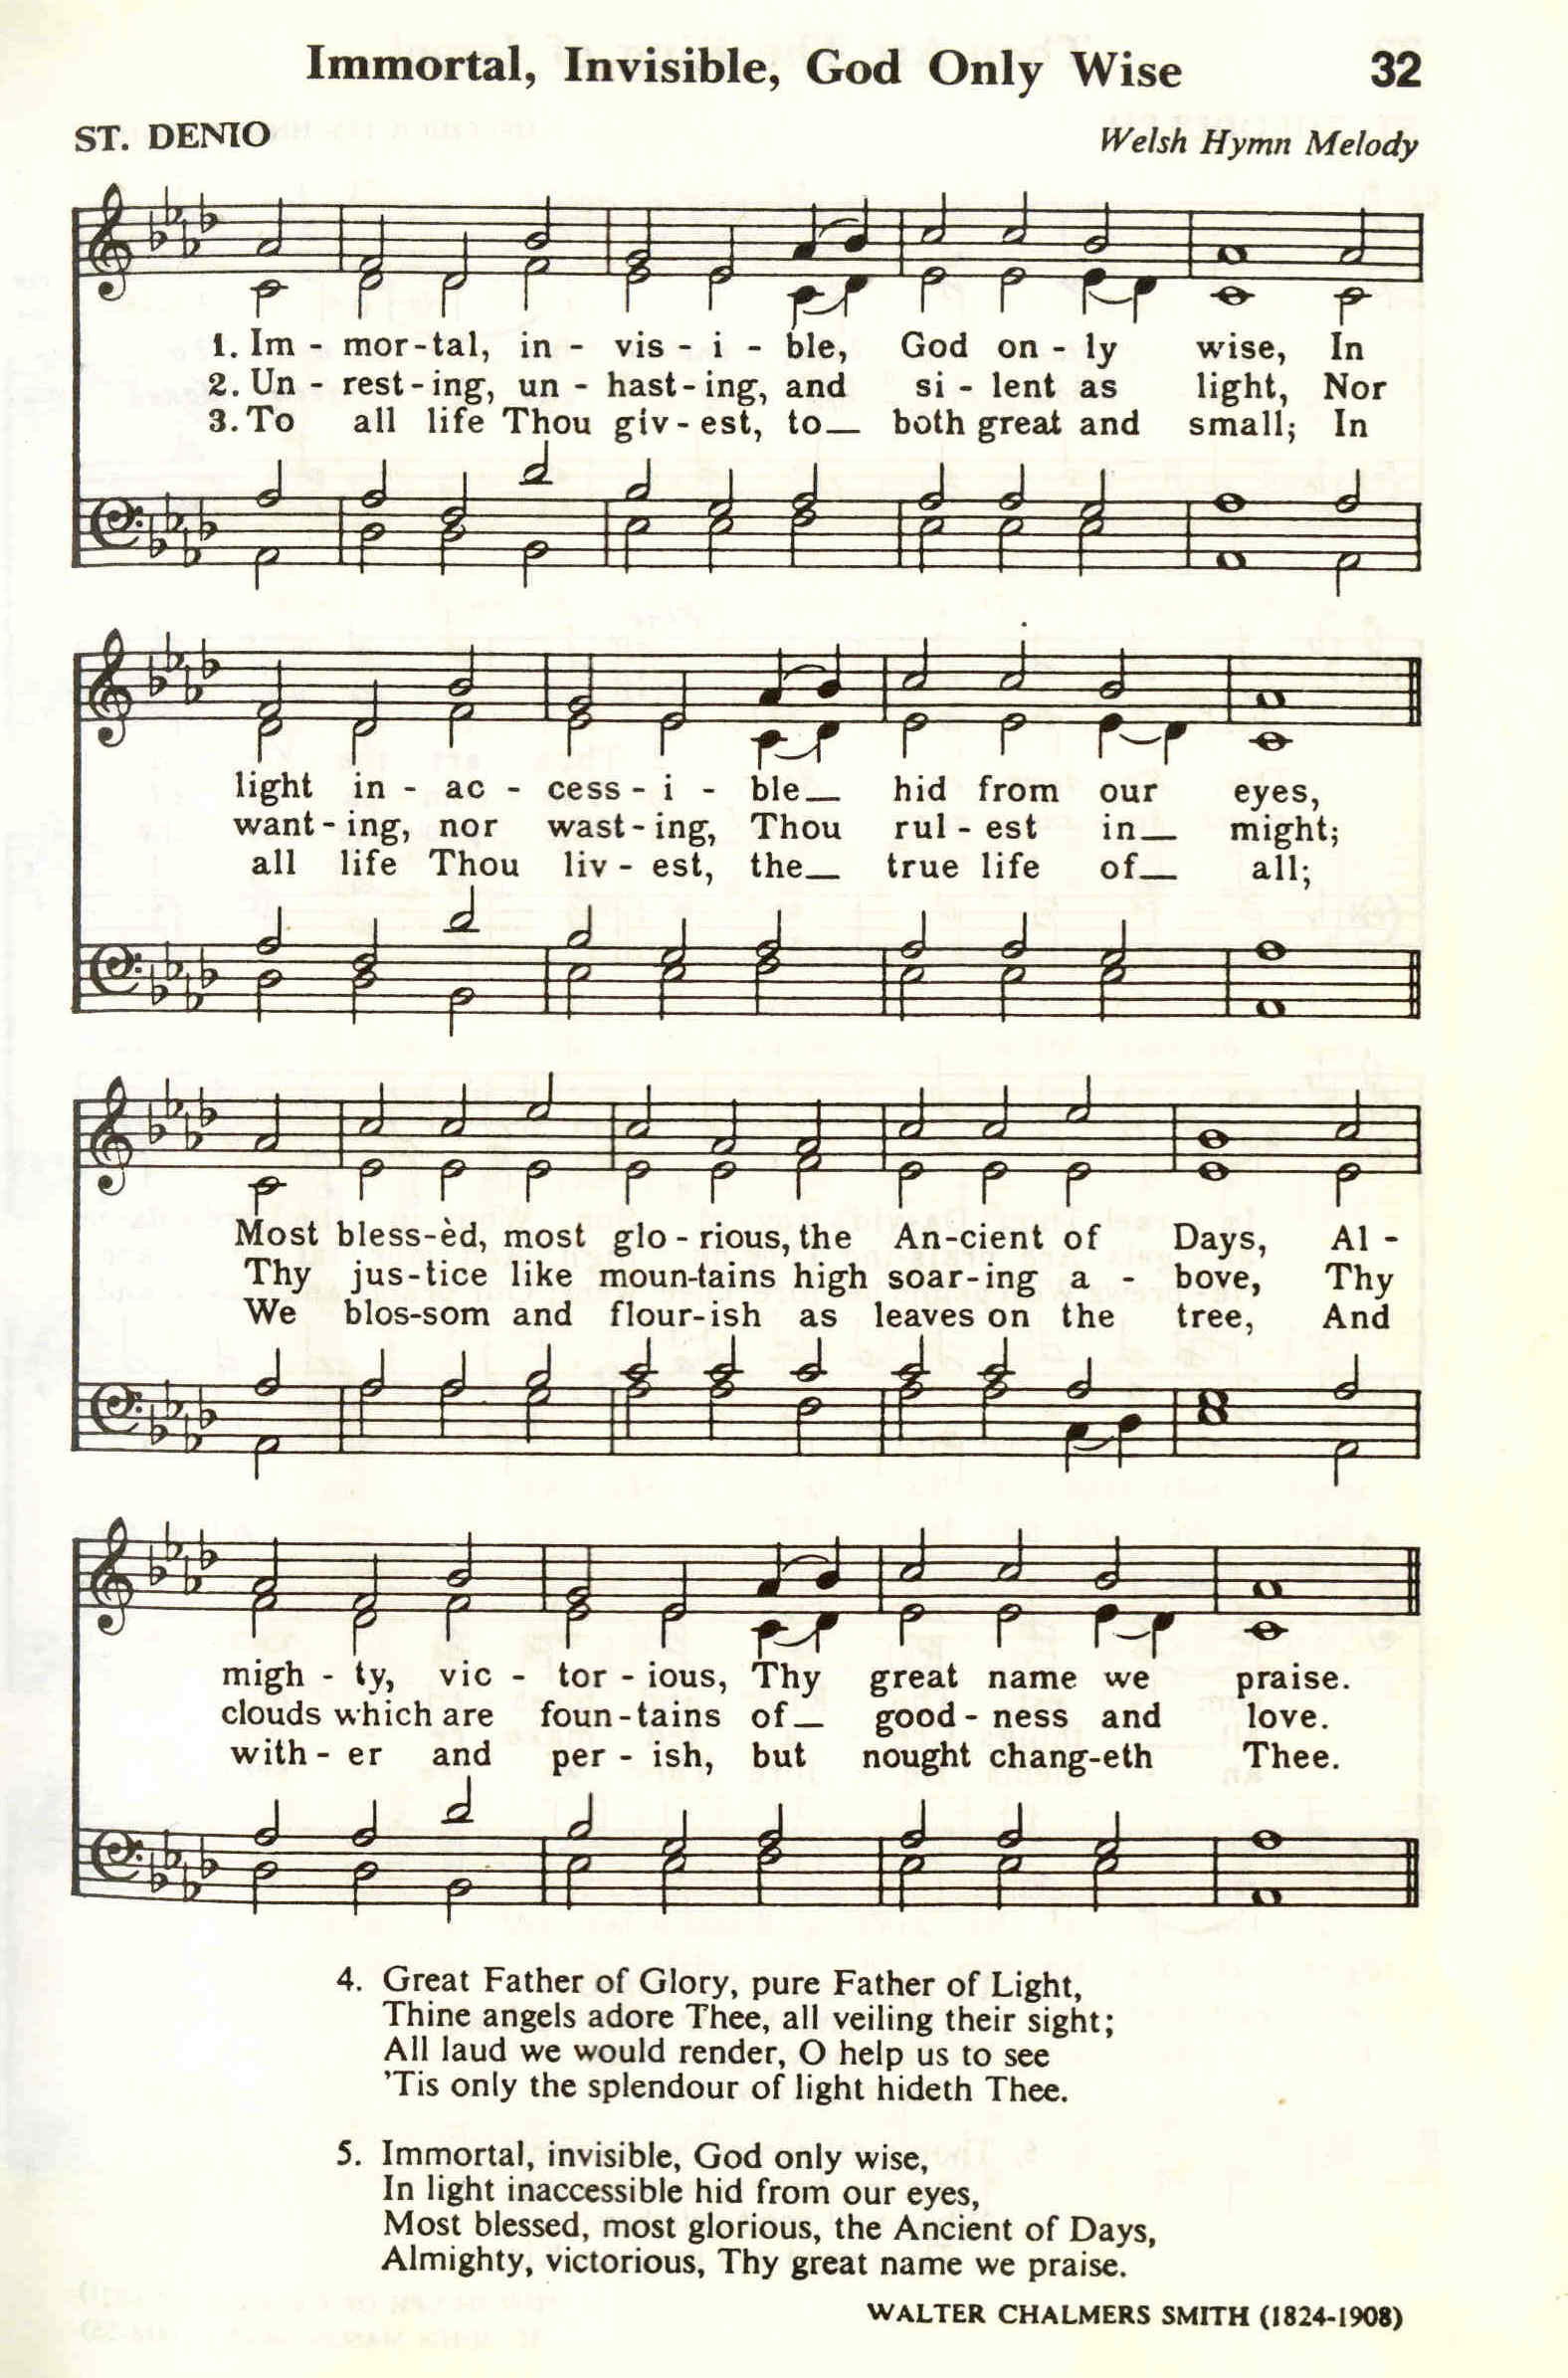 Immortal, Invisible, God Only Wise 32
ST. DENIO Welsh Hymn Melody
1. Im - mor - tal, in - vis - i - ble, God on - ly wise, In
2. Un - rest - ing, un - hast - ing, and si - lent as light, Nor
3. To all life Thou giv - est, to both great and small; In
light in - ac - cess - i - ble hid from our eyes,
want - ing, nor wast - ing, Thou rul - est in might;
all life Thou liv - est, the true life of all;
Most bless - èd, most glo - rious, the An - cient of Days, Al -
Thy jus - tice like moun - tains high soar - ing a - bove, Thy
We blos - som and flour - ish as leaves on the tree, And
migh - ty, vic - tor - ious, Thy great name we praise.
clouds which are foun - tains of good - ness and love.
with - er and per - ish, but nought chang - eth Thee.
4. Great Father of Glory, pure Father of Light,
Thine angels adore Thee, all veiling their sight;
All laud we would render, O help us to see
'Tis only the splendour of light hideth Thee.
5. Immortal, invisible, God only wise,
In light inaccessible hid from our eyes,
Most blessed, most glorious, the Ancient of Days,
Almighty, victorious, Thy great name we praise.
WALTER CHALMERS SMITH (1824-1908)